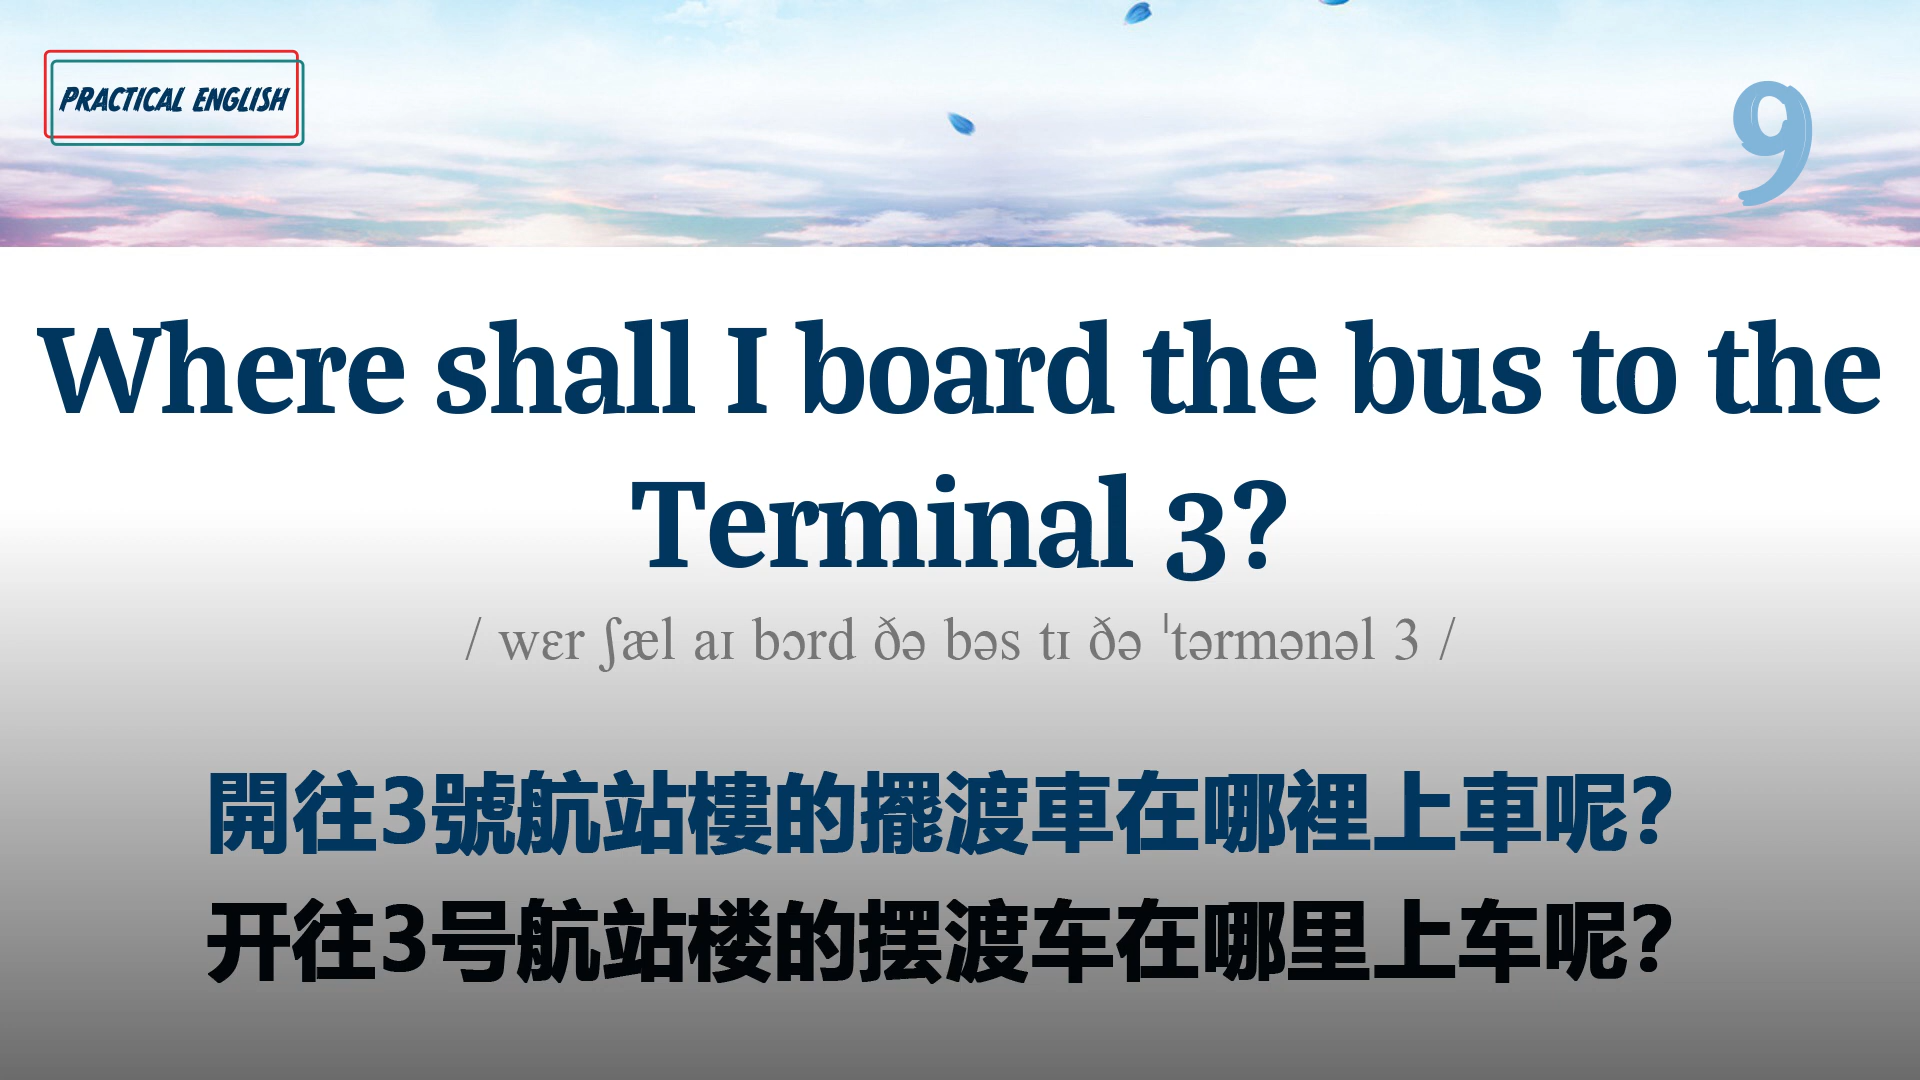 PRACTICAL ENGLISH
9
Where shall I board the bus to the
Terminal 3?
/ wɛr ʃæl aɪ bɔrd ðə bəs tɪ ðə ˈtərmənəl 3 /
開往3號航站樓的擺渡車在哪裡上車呢?
开往3号航站楼的摆渡车在哪里上车呢?